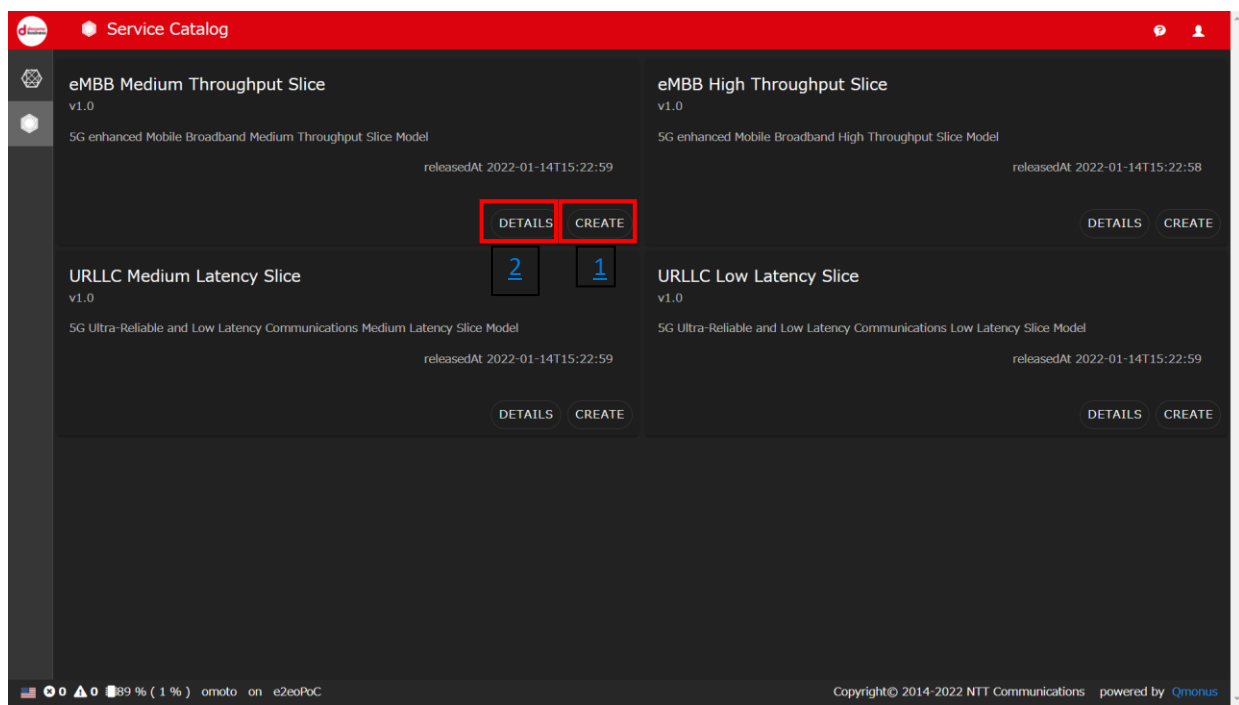 docomo business
Service Catalog
eMBB Medium Throughput Slice
v1.0
5G enhanced Mobile Broadband Medium Throughput Slice Model
releasedAt 2022-01-14T15:22:59
DETAILS CREATE
2 1
eMBB High Throughput Slice
v1.0
5G enhanced Mobile Broadband High Throughput Slice Model
releasedAt 2022-01-14T15:22:58
DETAILS CREATE
URLLC Medium Latency Slice
v1.0
5G Ultra-Reliable and Low Latency Communications Medium Latency Slice Model
releasedAt 2022-01-14T15:22:59
DETAILS CREATE
URLLC Low Latency Slice
v1.0
5G Ultra-Reliable and Low Latency Communications Low Latency Slice Model
releasedAt 2022-01-14T15:22:59
DETAILS CREATE
0 0 89 % ( 1 % ) omoto on e2eoPoC
Copyright© 2014-2022 NTT Communications powered by Qmonus